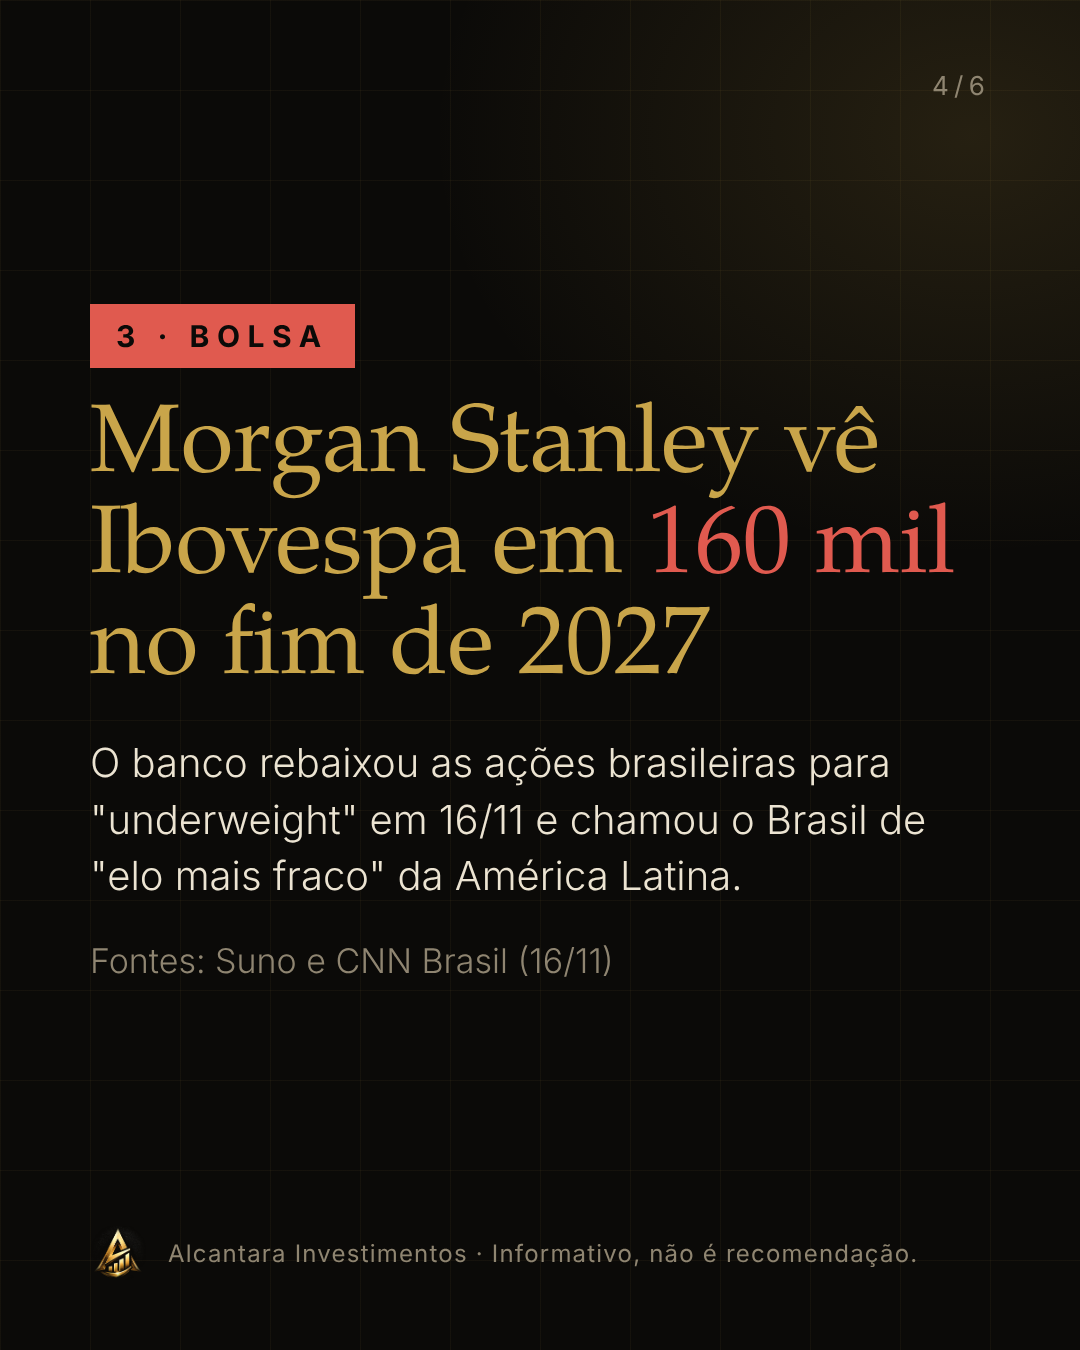 4/6
3 · BOLSA
Morgan Stanley vê
Ibovespa em 160 mil
no fim de 2027
O banco rebaixou as ações brasileiras para
"underweight" em 16/11 e chamou o Brasil de
"elo mais fraco" da América Latina.
Fontes: Suno e CNN Brasil (16/11)
Alcantara Investimentos · Informativo, não é recomendação.